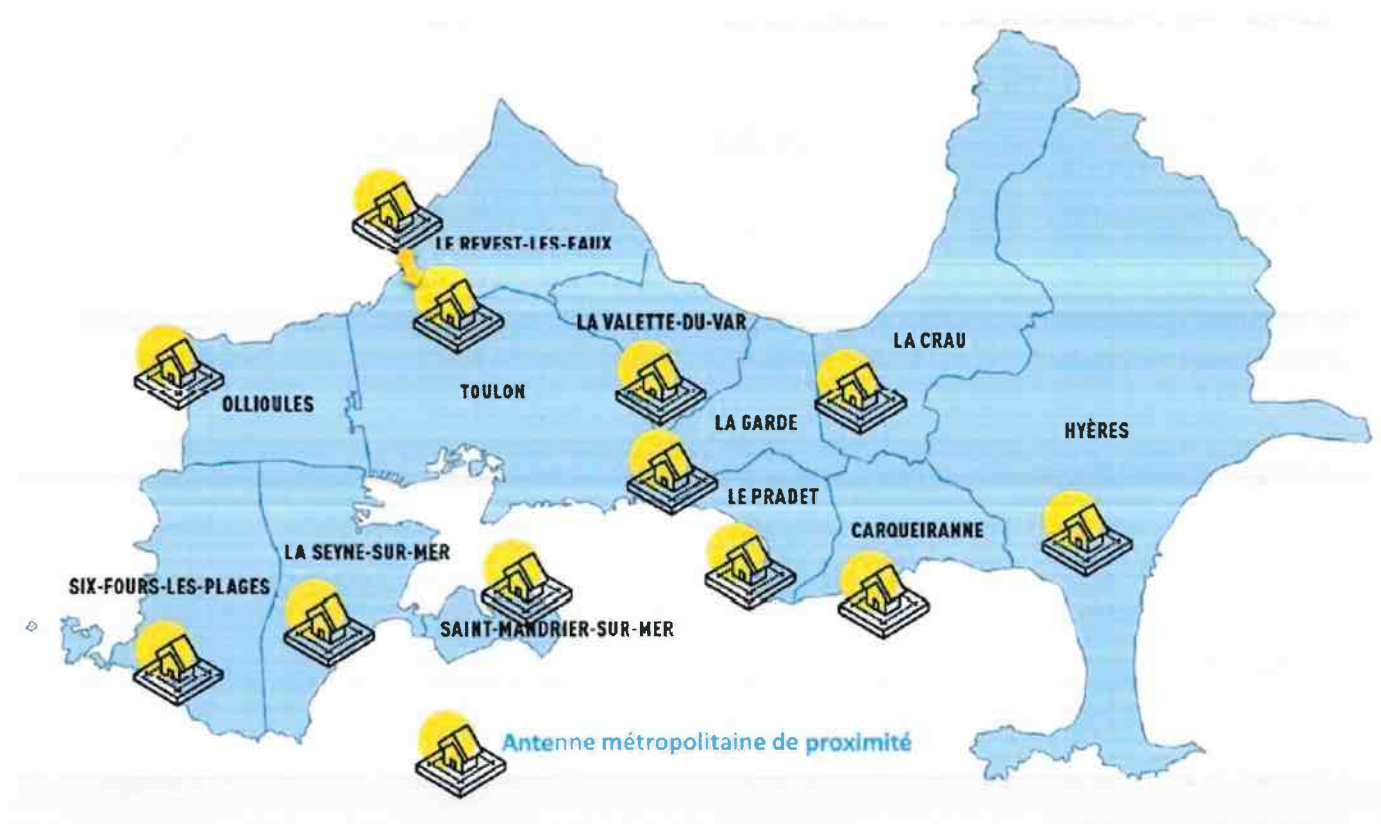 LE REVEST-LES-EAUX
LA VALETTE-DU-VAR
LA CRAU
TOULON
OLLIOULES
LA GARDE
HYÈRES
LE PRADET
CARQUEIRANNE
LA SEYNE-SUR-MER
SIX-FOURS-LES-PLAGES
SAINT-MANDRIER-SUR-MER
Antenne métropolitaine de proximité